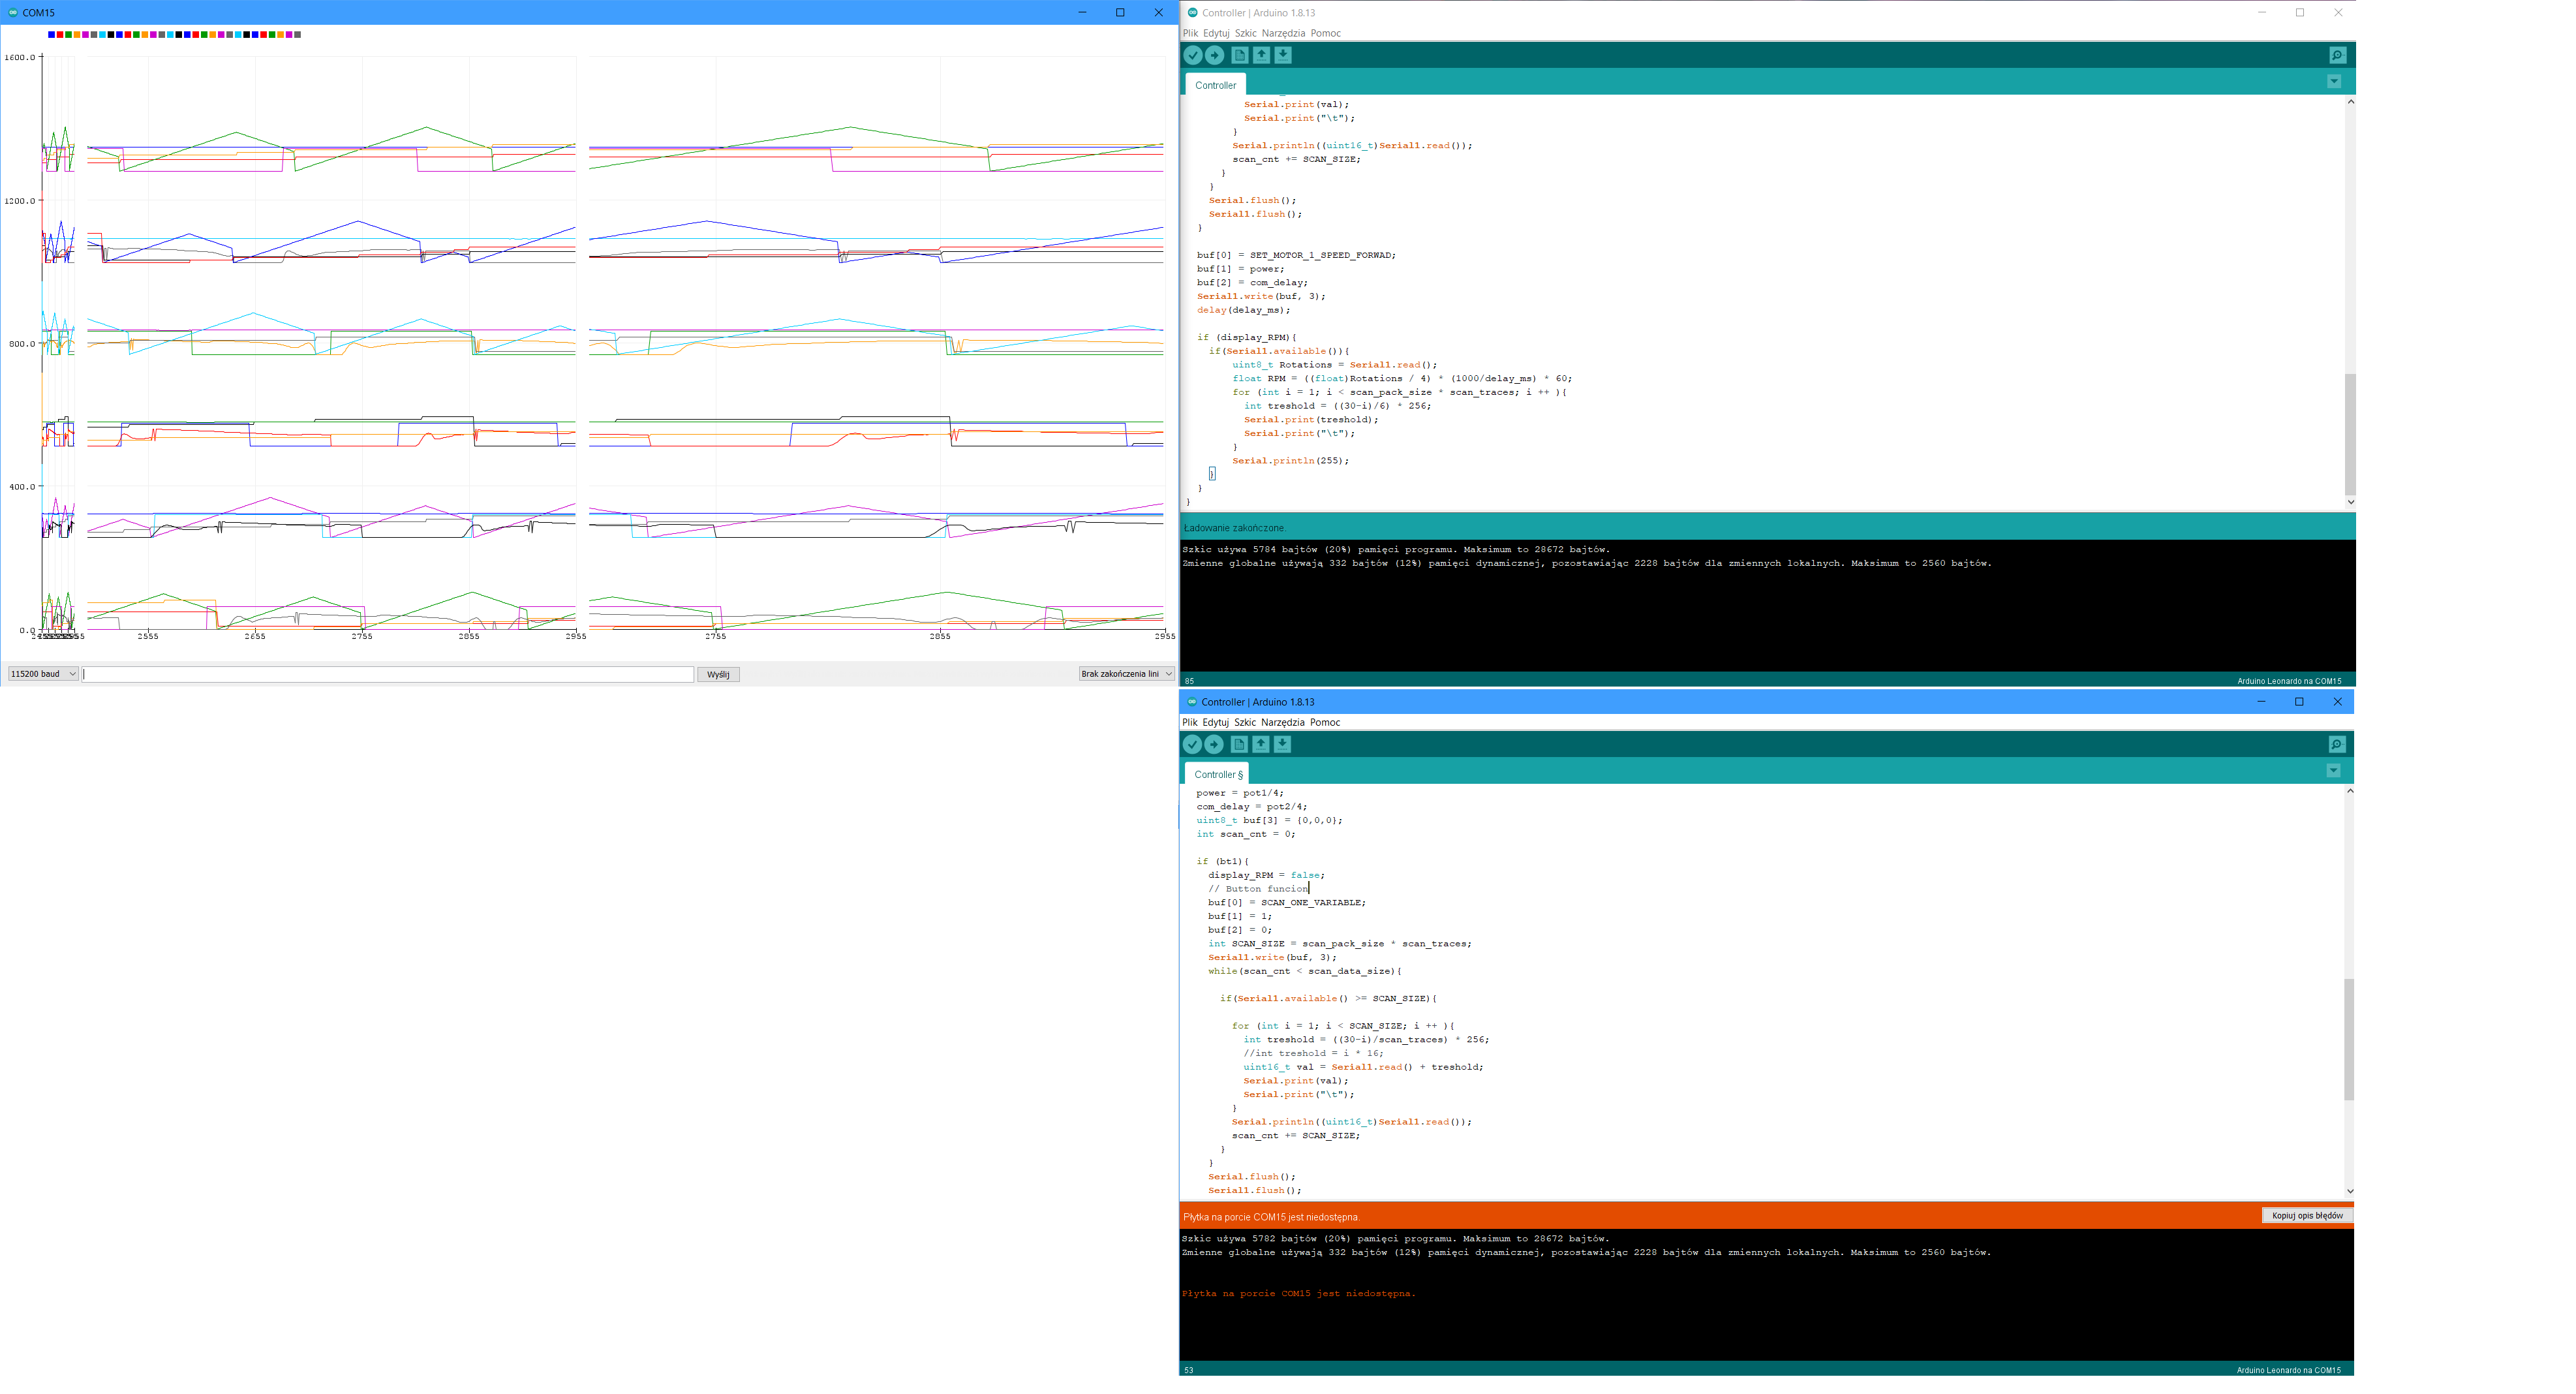 COM15
1600.0
1200.0
800.0
400.0
0.0
2555
2655
2755
2855
2955
2755
2855
2955
115200 baud
Wyślij
Brak zakończenia lini
Controller | Arduino 1.8.13
Plik Edytuj Szkic Narzędzia Pomoc
Controller
Serial.print(val);
Serial.print("\t");
}
Serial.println((uint16_t)Serial1.read());
scan_cnt += SCAN_SIZE;
}
}
Serial.flush();
Serial1.flush();
}
buf[0] = SET_MOTOR_1_SPEED_FORWAD;
buf[1] = power;
buf[2] = com_delay;
Serial1.write(buf, 3);
delay(delay_ms);
if (display_RPM){
if(Serial1.available()){
uint8_t Rotations = Serial1.read();
float RPM = ((float)Rotations / 4) * (1000/delay_ms) * 60;
for (int i = 1; i < scan_pack_size * scan_traces; i ++ ){
int treshold = ((30-i)/6) * 256;
Serial.print(treshold);
Serial.print("\t");
}
Serial.println(255);
}
}
}
Ładowanie zakończone.
Szkic używa 5784 bajtów (20%) pamięci programu. Maksimum to 28672 bajtów.
Zmienne globalne używają 332 bajtów (12%) pamięci dynamicznej, pozostawiając 2228 bajtów dla zmiennych lokalnych. Maksimum to 2560 bajtów.
85
Arduino Leonardo na COM15
Controller | Arduino 1.8.13
Plik Edytuj Szkic Narzędzia Pomoc
Controller §
power = pot1/4;
com_delay = pot2/4;
uint8_t buf[3] = {0,0,0};
int scan_cnt = 0;
if (bt1){
display_RPM = false;
// Button funcion
buf[0] = SCAN_ONE_VARIABLE;
buf[1] = 1;
buf[2] = 0;
int SCAN_SIZE = scan_pack_size * scan_traces;
Serial1.write(buf, 3);
while(scan_cnt < scan_data_size){
if(Serial1.available() >= SCAN_SIZE){
for (int i = 1; i < SCAN_SIZE; i ++ ){
int treshold = ((30-i)/scan_traces) * 256;
//int treshold = i * 16;
uint16_t val = Serial1.read() + treshold;
Serial.print(val);
Serial.print("\t");
}
Serial.println((uint16_t)Serial1.read());
scan_cnt += SCAN_SIZE;
}
}
Serial.flush();
Serial1.flush();
Płytka na porcie COM15 jest niedostępna.
Kopiuj opis błędów
Szkic używa 5782 bajtów (20%) pamięci programu. Maksimum to 28672 bajtów.
Zmienne globalne używają 332 bajtów (12%) pamięci dynamicznej, pozostawiając 2228 bajtów dla zmiennych lokalnych. Maksimum to 2560 bajtów.
Płytka na porcie COM15 jest niedostępna.
53
Arduino Leonardo na COM15